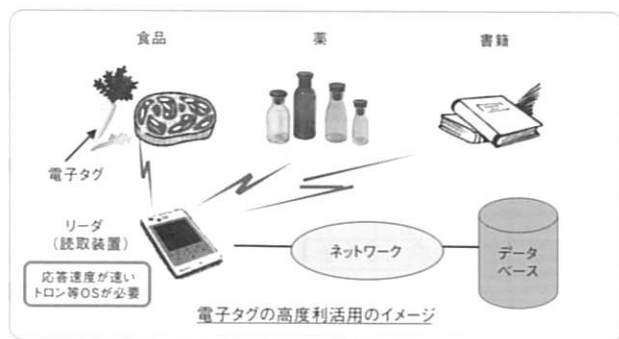 食品
薬
書籍
電子タグ
リーダ
(読取装置)
応答速度が速い
トロン等OSが必要
ネットワーク
データ
ベース
電子タグの高度利活用のイメージ